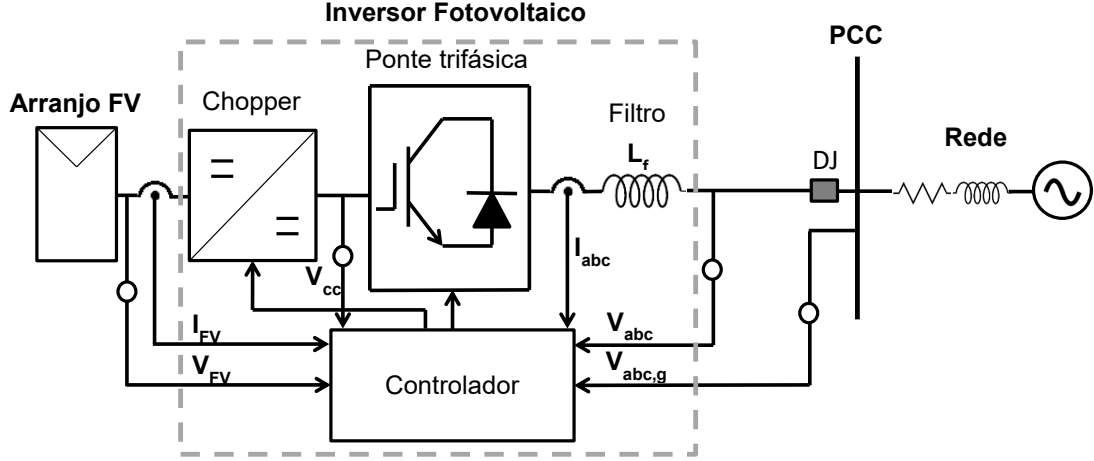 Inversor Fotovoltaico
PCC
Ponte trifásica
Arranjo FV
Chopper
Filtro
Rede
L_f
DJ
I_abc
V_cc
I_FV
V_abc
V_FV
V_abc,g
Controlador